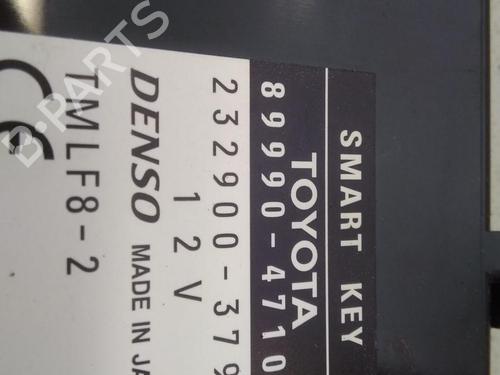 SMART KEY
TOYOTA
89990-4710
232900-379
12V
DENSO MADE IN JA
TMLF8-2
CE
B-PARTS